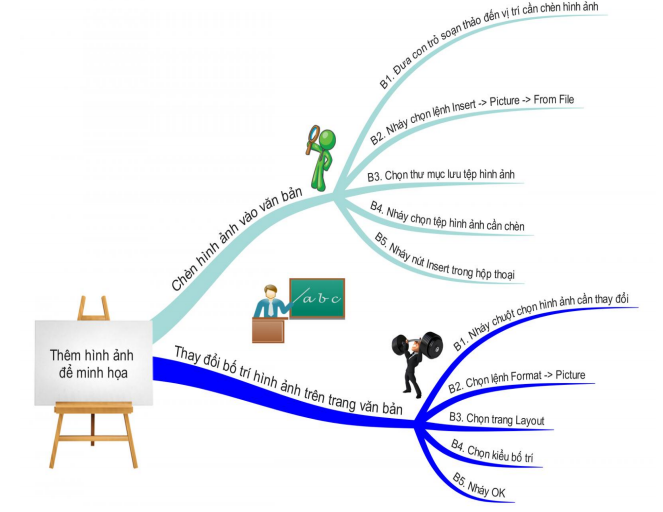 Thêm hình ảnh
để minh họa
Chèn hình ảnh vào văn bản
B1. Đưa con trỏ soạn thảo đến vị trí cần chèn hình ảnh
B2. Nháy chọn lệnh Insert -> Picture -> From File
B3. Chọn thư mục lưu tệp hình ảnh
B4. Nháy chọn tệp hình ảnh cần chèn
B5. Nháy nút Insert trong hộp thoại
abc
Thay đổi bố trí hình ảnh trên trang văn bản
B1. Nháy chuột chọn hình ảnh cần thay đổi
B2. Chọn lệnh Format -> Picture
B3. Chọn trang Layout
B4. Chọn kiểu bố trí
B5. Nháy OK